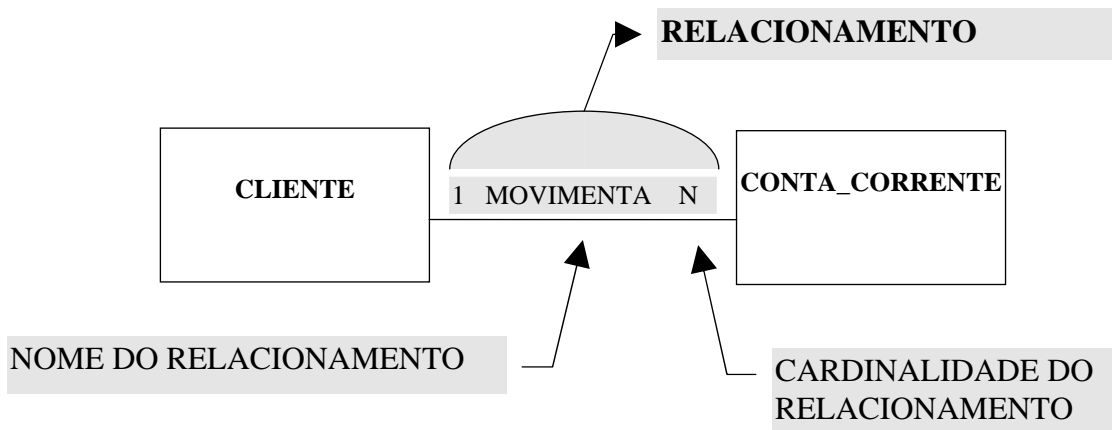 RELACIONAMENTO
CLIENTE
1 MOVIMENTA N
CONTA_CORRENTE
NOME DO RELACIONAMENTO
CARDINALIDADE DO
RELACIONAMENTO